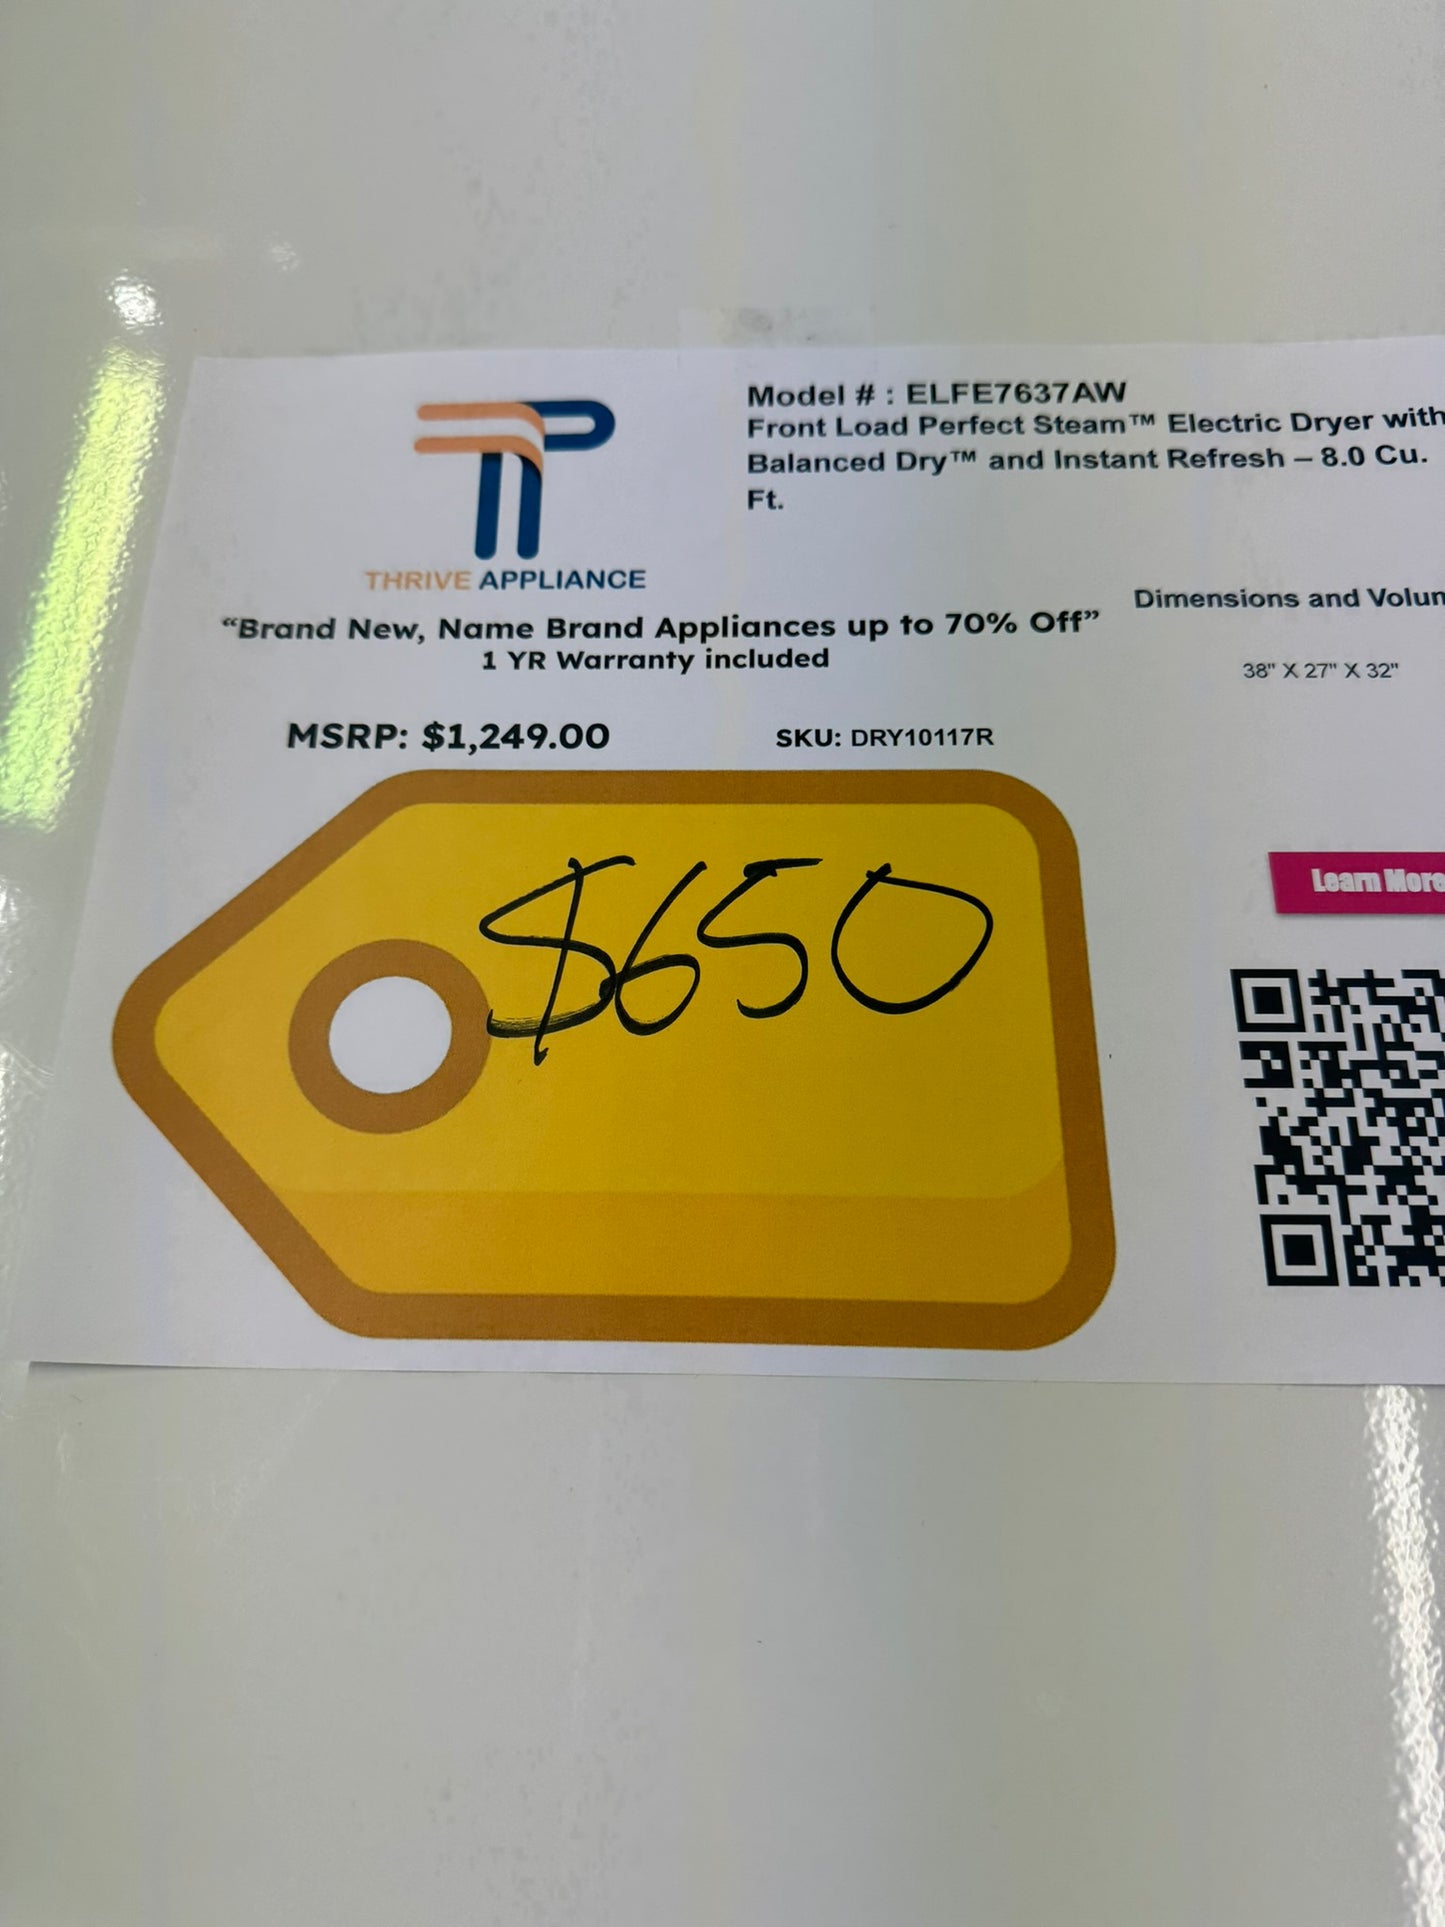 Model # : ELFE7637AW
Front Load Perfect Steam™ Electric Dryer with
Balanced Dry™ and Instant Refresh – 8.0 Cu.
Ft.
THRIVE APPLIANCE
“Brand New, Name Brand Appliances up to 70% Off”
1 YR Warranty included
Dimensions and Volum
38" X 27" X 32"
MSRP: $1,249.00
SKU: DRY10117R
$650
Learn More